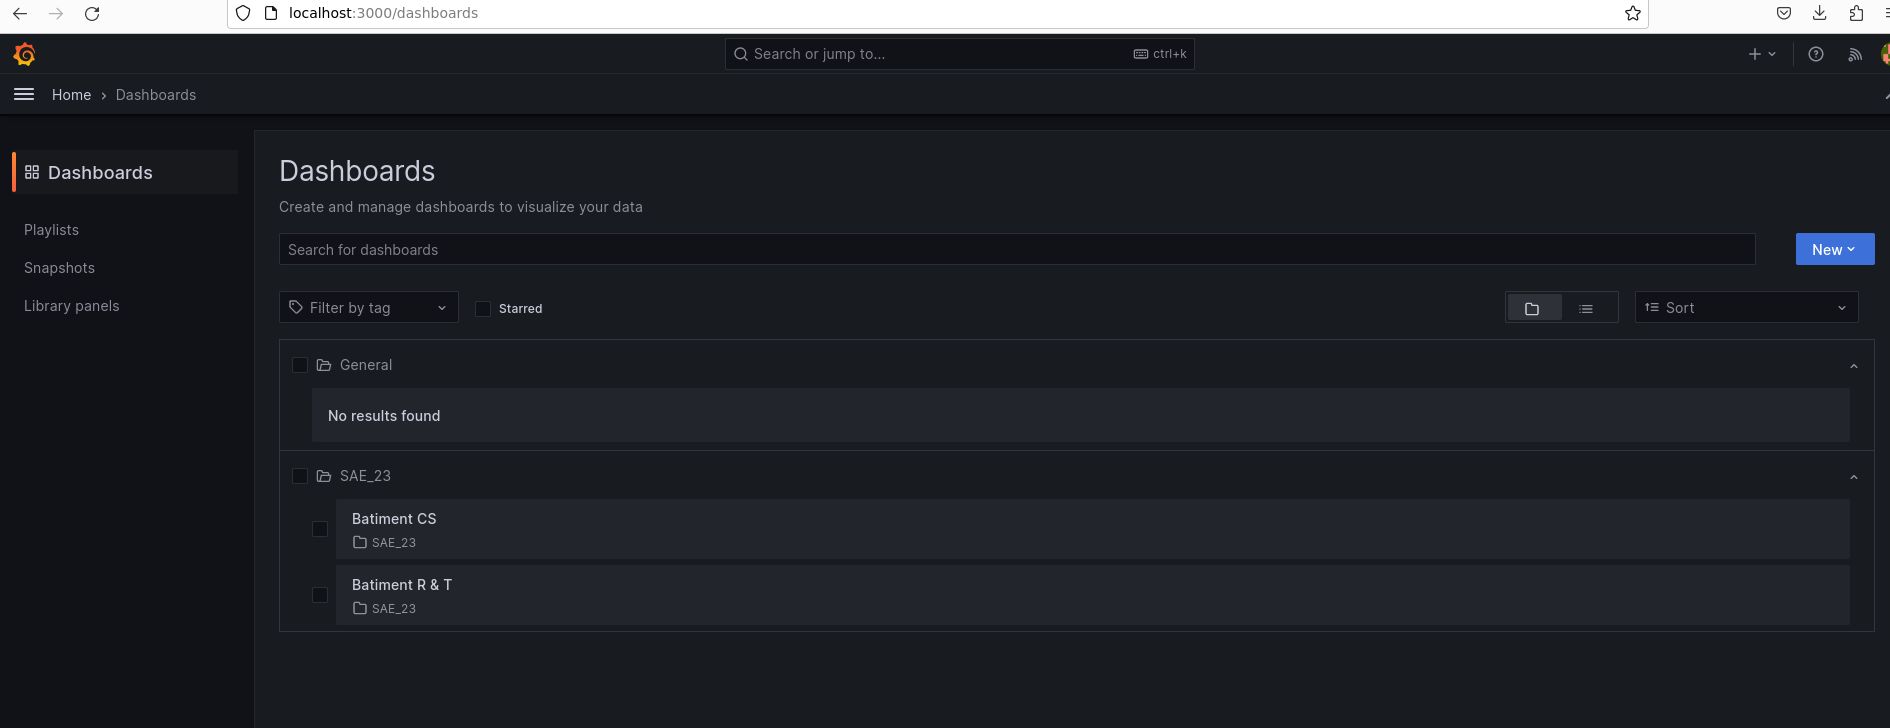 localhost:3000/dashboards
Search or jump to... ctrl+k
Home › Dashboards
Dashboards
Playlists
Snapshots
Library panels
Dashboards
Create and manage dashboards to visualize your data
Search for dashboards
New
Filter by tag
Starred
Sort
General
No results found
SAE_23
Batiment CS
SAE_23
Batiment R & T
SAE_23